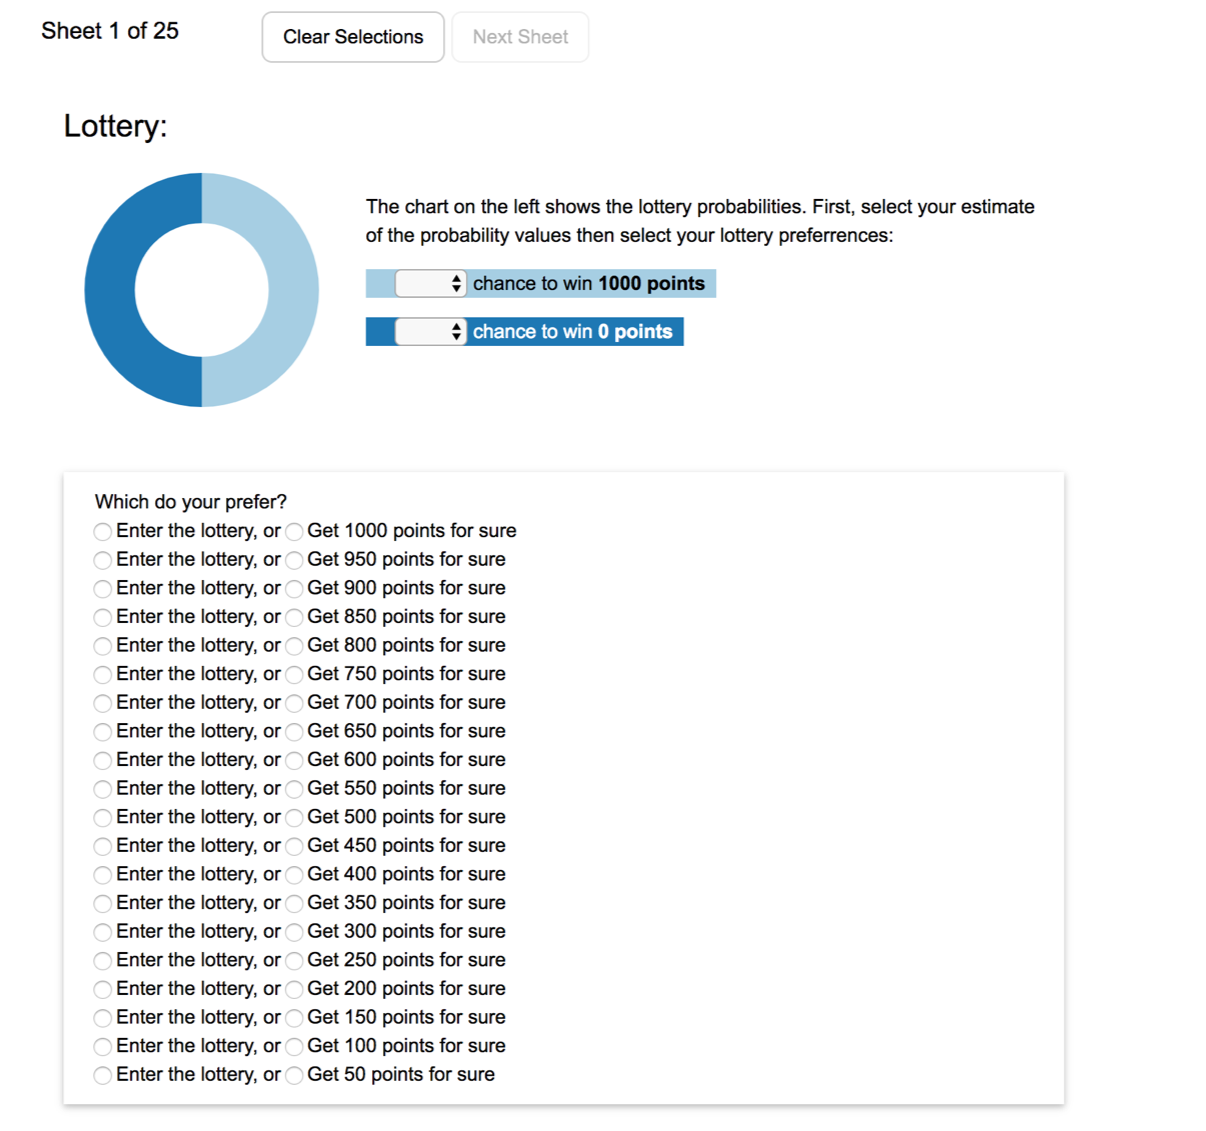 Sheet 1 of 25
Clear Selections
Next Sheet
Lottery:
The chart on the left shows the lottery probabilities. First, select your estimate
of the probability values then select your lottery preferrences:
chance to win 1000 points
chance to win 0 points
Which do your prefer?
Enter the lottery, or Get 1000 points for sure
Enter the lottery, or Get 950 points for sure
Enter the lottery, or Get 900 points for sure
Enter the lottery, or Get 850 points for sure
Enter the lottery, or Get 800 points for sure
Enter the lottery, or Get 750 points for sure
Enter the lottery, or Get 700 points for sure
Enter the lottery, or Get 650 points for sure
Enter the lottery, or Get 600 points for sure
Enter the lottery, or Get 550 points for sure
Enter the lottery, or Get 500 points for sure
Enter the lottery, or Get 450 points for sure
Enter the lottery, or Get 400 points for sure
Enter the lottery, or Get 350 points for sure
Enter the lottery, or Get 300 points for sure
Enter the lottery, or Get 250 points for sure
Enter the lottery, or Get 200 points for sure
Enter the lottery, or Get 150 points for sure
Enter the lottery, or Get 100 points for sure
Enter the lottery, or Get 50 points for sure